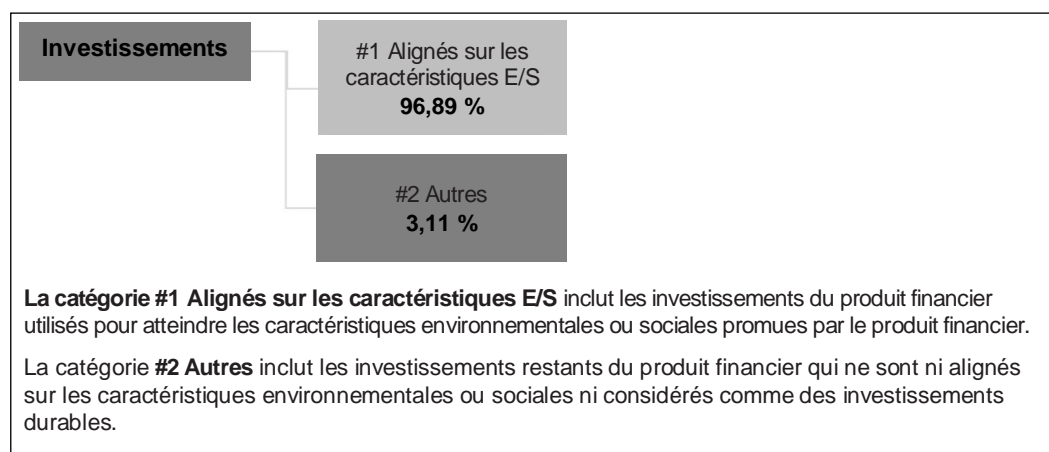 Investissements
#1 Alignés sur les
caractéristiques E/S
96,89 %
#2 Autres
3,11 %
La catégorie #1 Alignés sur les caractéristiques E/S inclut les investissements du produit financier
utilisés pour atteindre les caractéristiques environnementales ou sociales promues par le produit financier.
La catégorie #2 Autres inclut les investissements restants du produit financier qui ne sont ni alignés
sur les caractéristiques environnementales ou sociales ni considérés comme des investissements
durables.